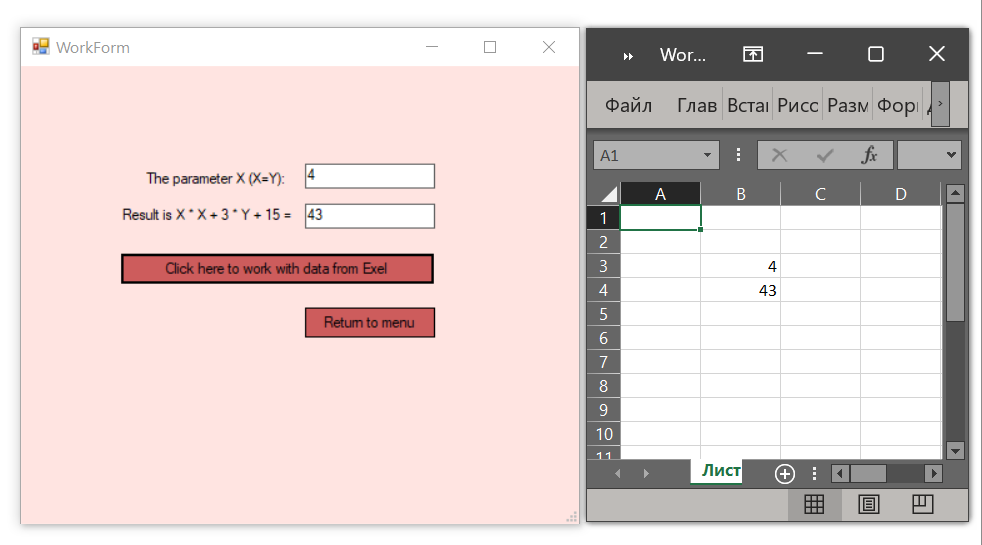 WorkForm
The parameter X (X=Y): 4
Result is X * X + 3 * Y + 15 = 43
Click here to work with data from Exel
Return to menu
Wor...
Файл Глав Встав Рисс Разм Фор
A1 fx
A B C D
1
2
3 4
4 43
5
6
7
8
9
10
11
Лист